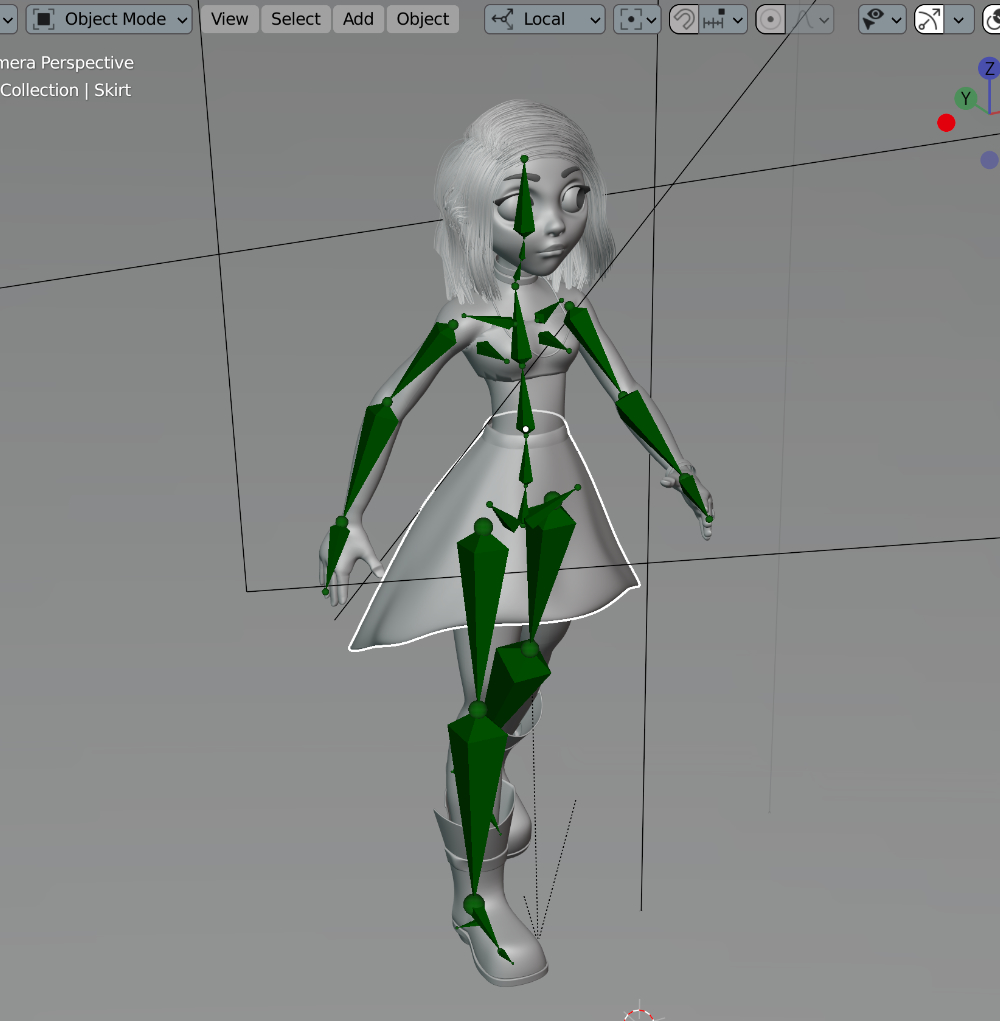 Object Mode View Select Add Object Local
mera Perspective
Collection | Skirt
Z
Y